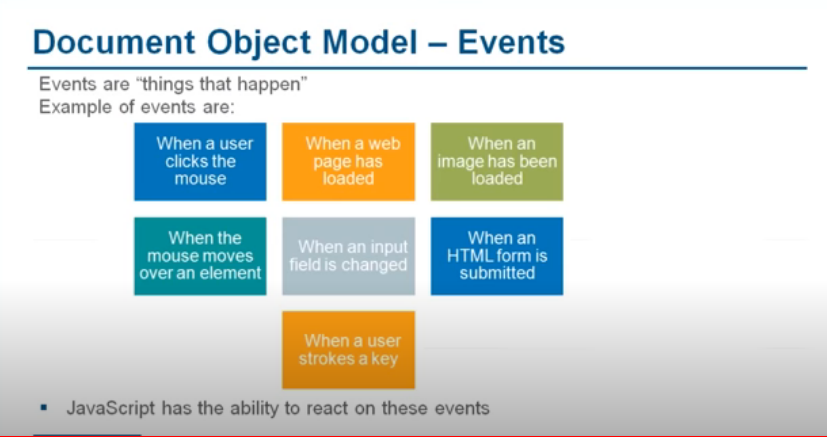 Document Object Model – Events
Events are “things that happen”
Example of events are:
When a user
clicks the
mouse
When a web
page has
loaded
When an
image has been
loaded
When the
mouse moves
over an element
When an input
field is changed
When an
HTML form is
submitted
When a user
strokes a key
▪ JavaScript has the ability to react on these events